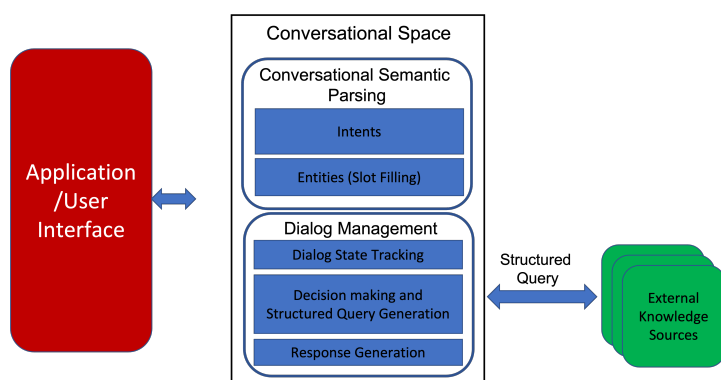 Conversational Space
Conversational Semantic
Parsing
Intents
Entities (Slot Filling)
Application
/User
Interface
Dialog Management
Dialog State Tracking
Decision making and
Structured Query Generation
Response Generation
Structured
Query
External
Knowledge
Sources